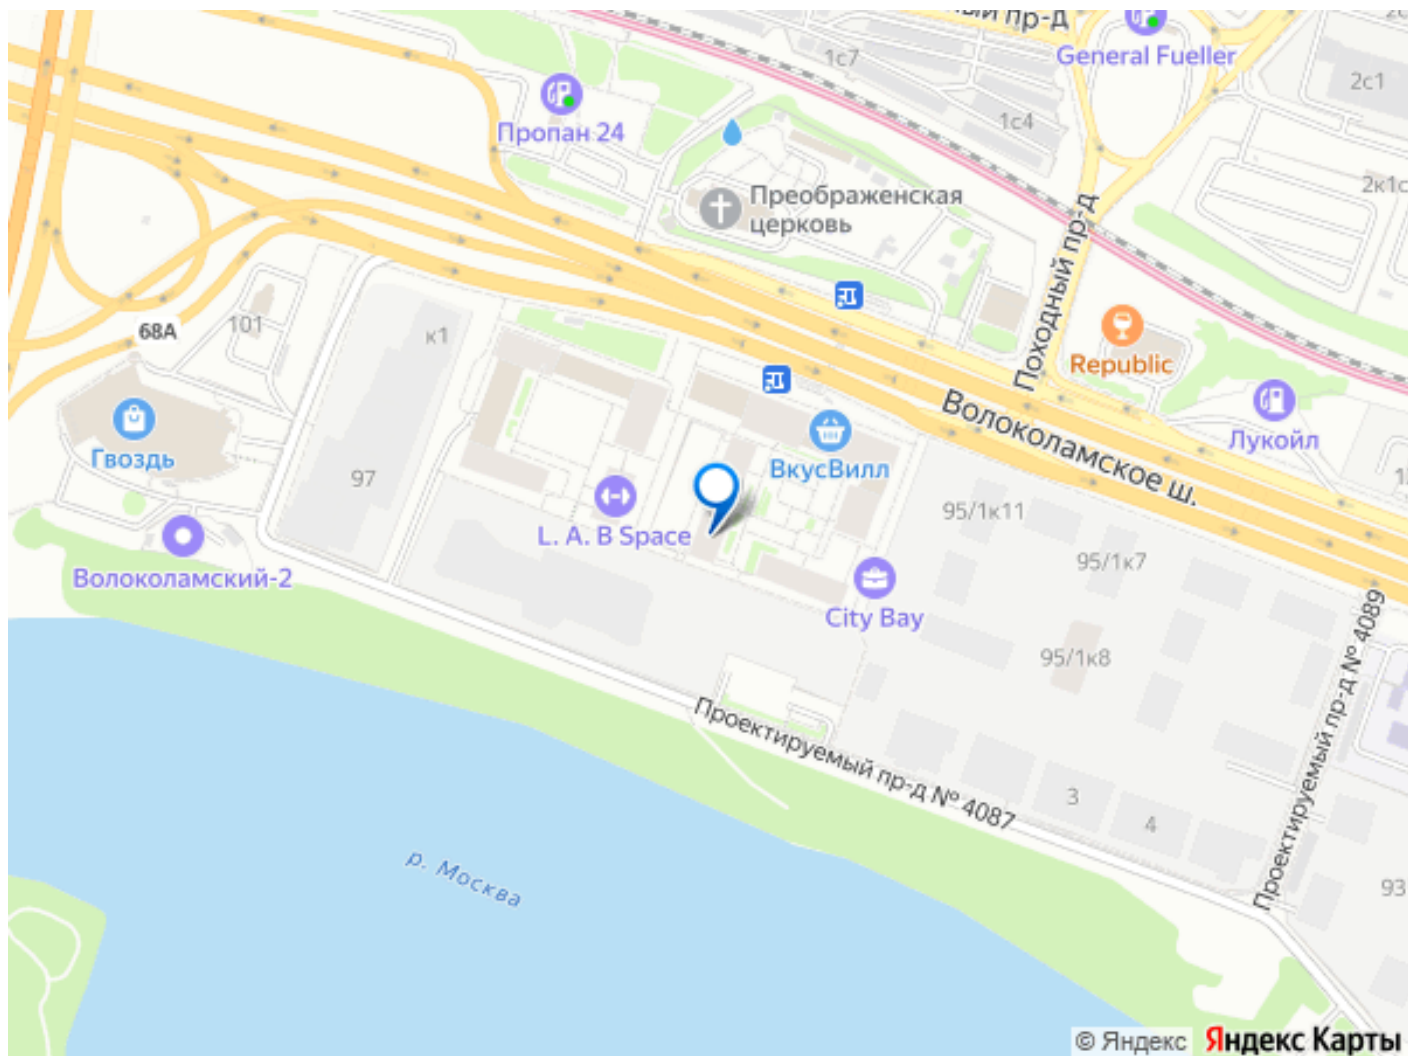 ый пр-д
General Fueller
1с7
2с1
Пропан 24
1с4
2к1с
Преображенская
церковь
Походный пр-д
68А
101
к1
Republic
Волоколамское ш.
Лукойл
Гвоздь
ВкусВилл
97
L. A. B Space
95/1к11
95/1к7
Волоколамский-2
City Bay
95/1к8
Проектируемый пр-д № 4089
Проектируемый пр-д № 4087
3
4
93
р. Москва
© Яндекс Яндекс Карты